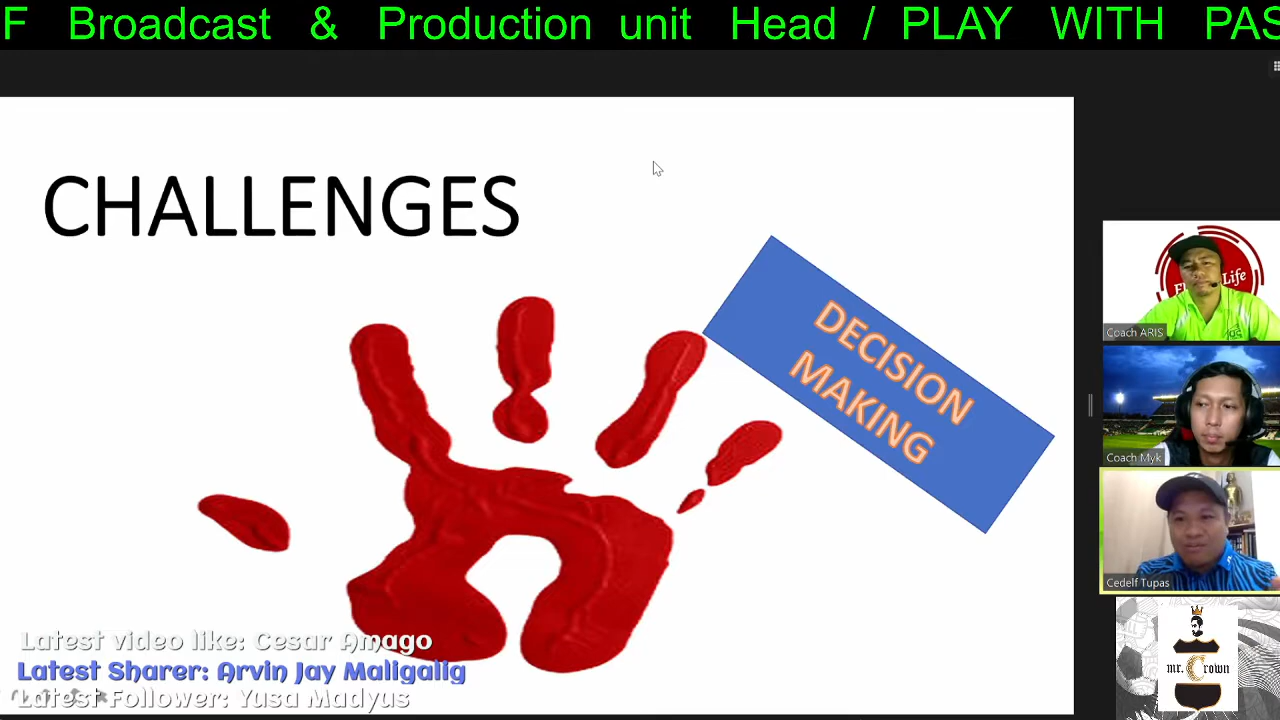 F Broadcast & Production unit Head / PLAY WITH PAS
CHALLENGES
DECISION
MAKING
Coach ARIS
Coach Myk
Cedelf Tupas
mr. Crown
Latest video like: Cesar Amago
Latest Sharer: Arvin Jay Maligalig
Latest Follower: Yusa Madyus